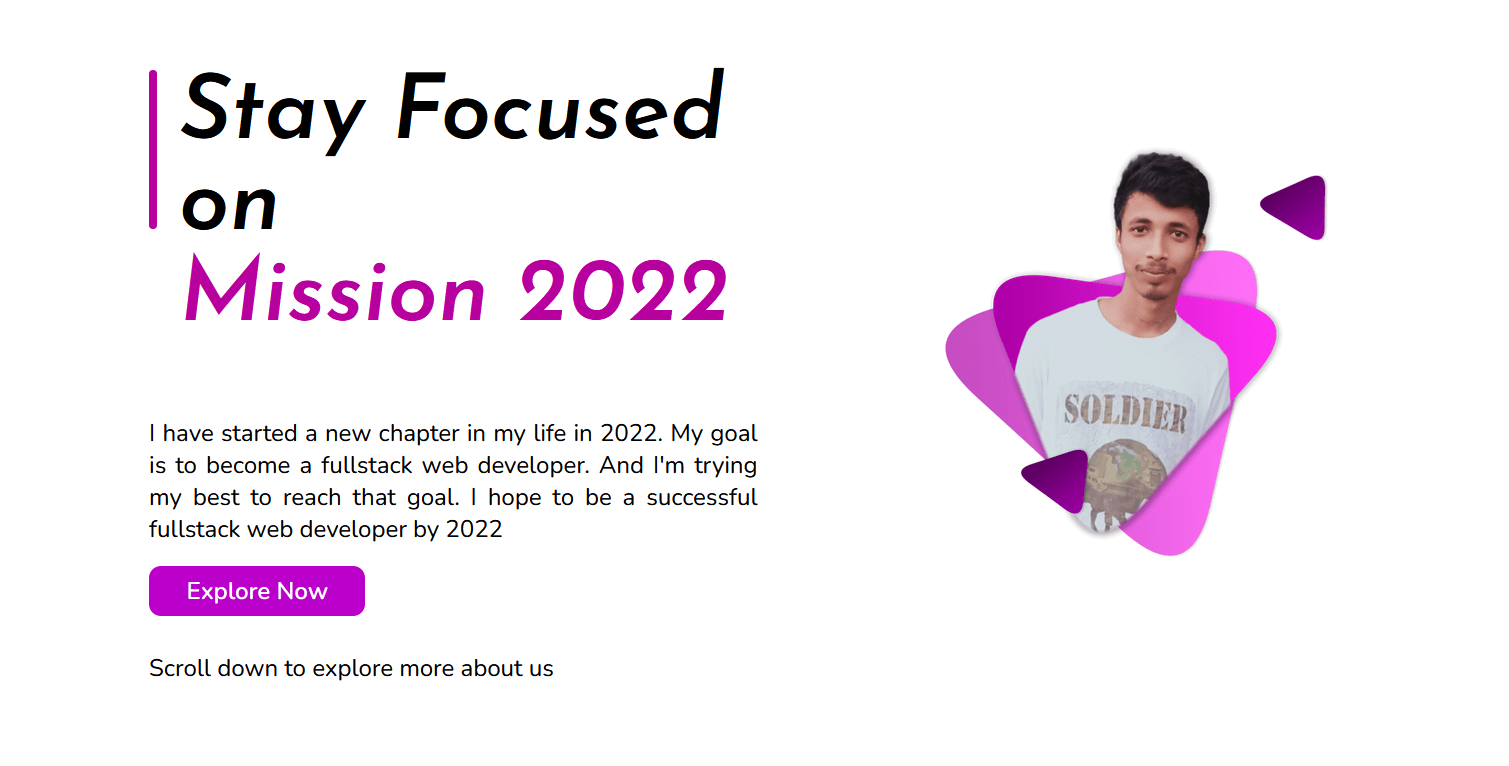 Stay Focused
on
Mission 2022
I have started a new chapter in my life in 2022. My goal
is to become a fullstack web developer. And I'm trying
my best to reach that goal. I hope to be a successful
fullstack web developer by 2022
Explore Now
Scroll down to explore more about us
SOLDIER